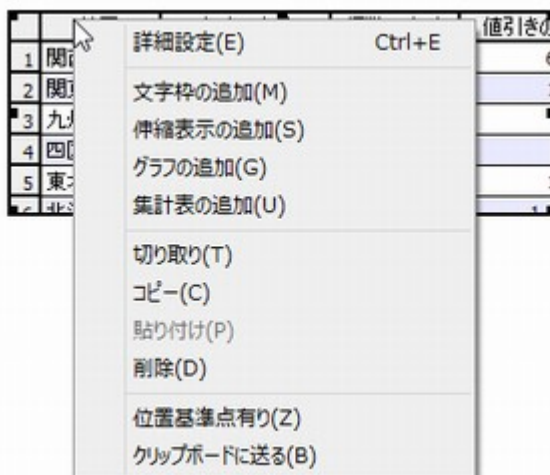 値引きの
詳細設定(E) Ctrl+E
1 関
2 関
文字枠の追加(M)
3 九
伸縮表示の追加(S)
4 四
グラフの追加(G)
5 東
集計表の追加(U)
切り取り(T)
コピー(C)
貼り付け(P)
削除(D)
位置基準点有り(Z)
クリップボードに送る(B)